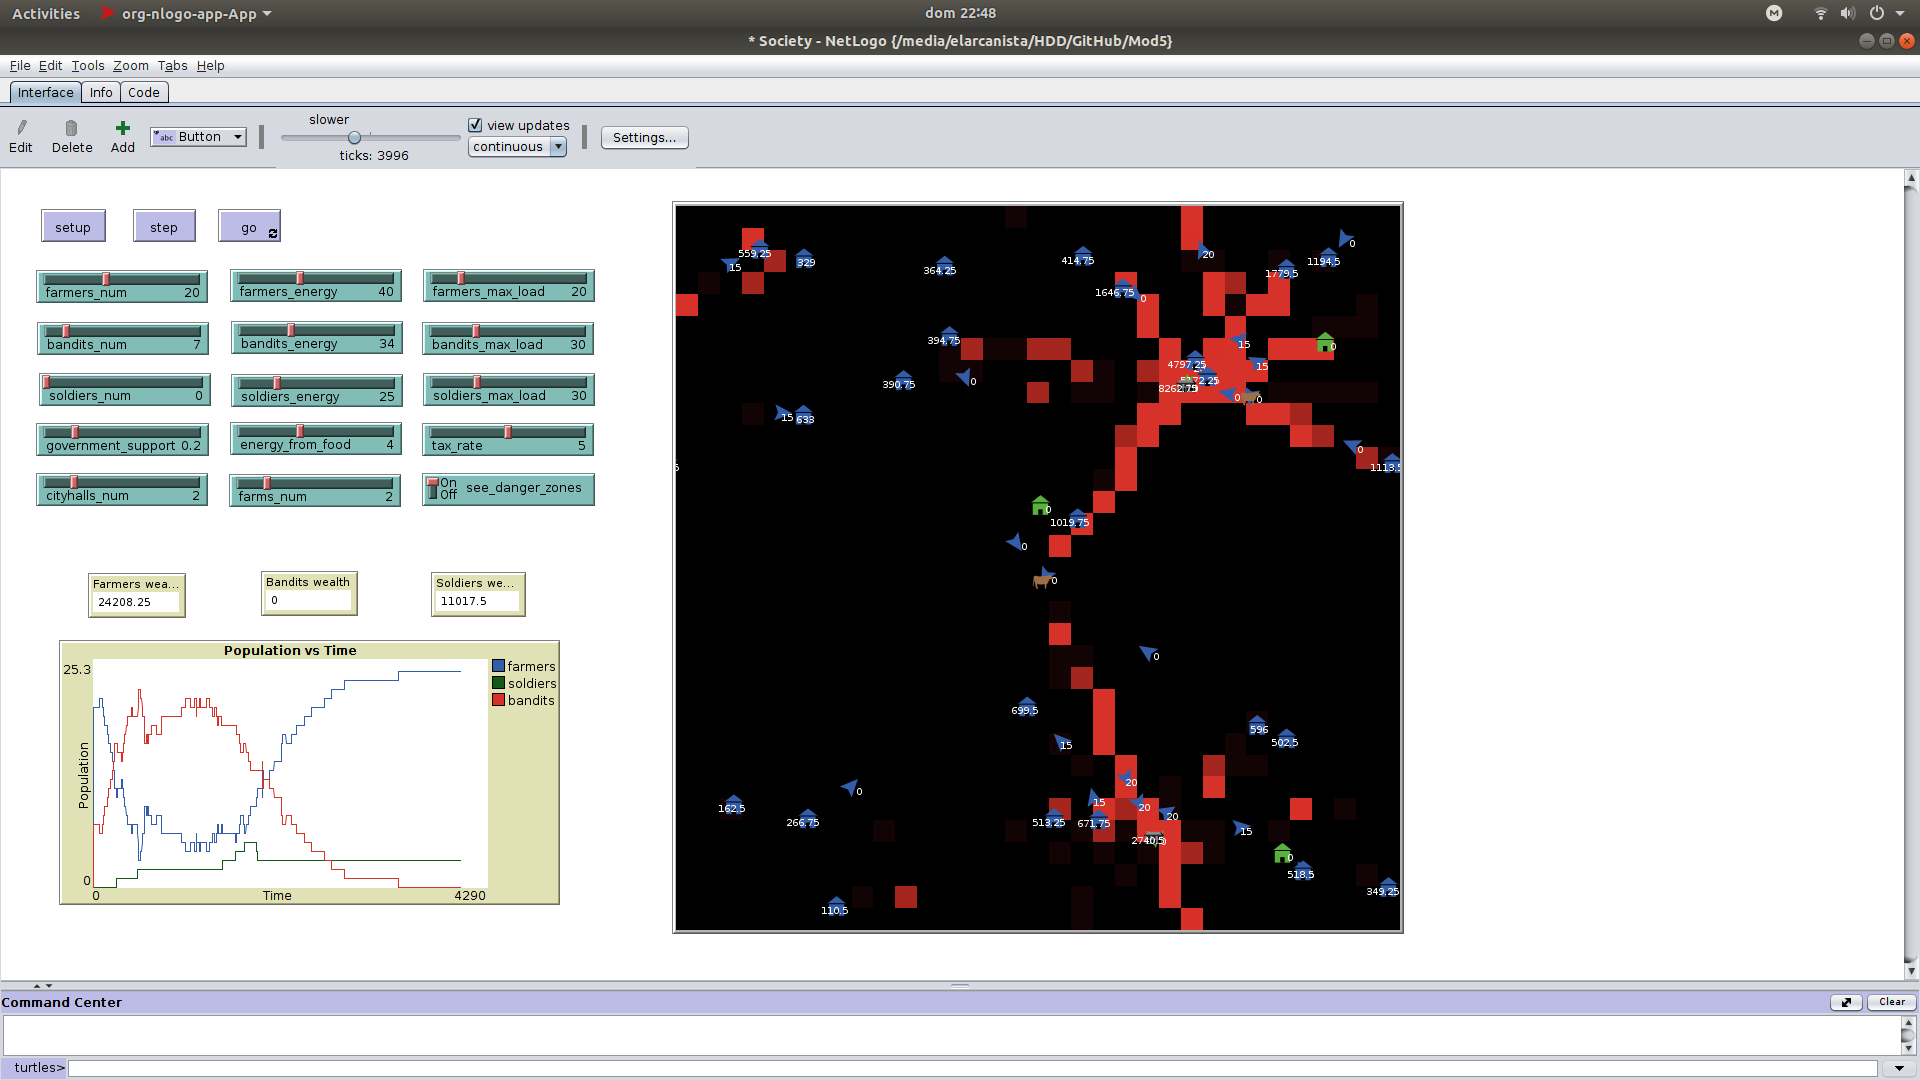 Activities
org-nlogo-app-App
dom 22:48
* Society - NetLogo {/media/elarcanista/HDD/GitHub/Mod5}
File Edit Tools Zoom Tabs Help
Interface Info Code
Edit Delete Add
abc Button
slower
ticks: 3996
view updates
continuous
Settings...
setup step go
farmers_num 20
farmers_energy 40
farmers_max_load 20
bandits_num 7
bandits_energy 34
bandits_max_load 30
soldiers_num 0
soldiers_energy 25
soldiers_max_load 30
government_support 0.2
energy_from_food 4
tax_rate 5
cityhalls_num 2
farms_num 2
On
Off
see_danger_zones
Farmers wea...
24208.25
Bandits wealth
0
Soldiers we...
11017.5
Population vs Time
25.3
Population
0
0
Time
4290
farmers
soldiers
bandits
0
20
559.25
15
329
364.25
414.75
1194.5
1779.5
1646.75
0
394.75
15
0
4797.25
15
390.75
0
8262.75
0
0
15
633
0
1113.5
0
1019.75
0
0
0
699.5
15
596
502.5
20
0
162.5
15
20
20
266.75
513.25
671.75
15
2740.5
0
518.5
349.25
110.5
Command Center
Clear
turtles>